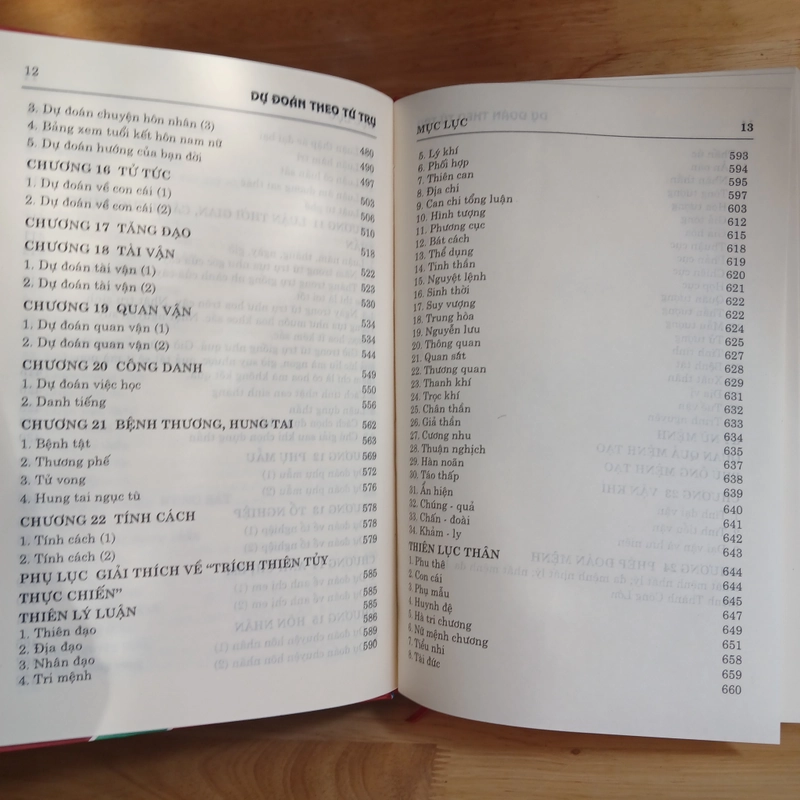 12
DỰ ĐOÁN THEO TỨ TRỤ
3. Dự đoán chuyện hôn nhân (3)
4. Bảng xem tuổi kết hôn nam nữ
5. Dự đoán hướng của bạn đời
CHƯƠNG 16 TỬ TỨC
1. Dự đoán về con cái (1)
2. Dự đoán về con cái (2)
CHƯƠNG 17 TĂNG ĐẠO
CHƯƠNG 18 TÀI VẬN
1. Dự đoán tài vận (1)
2. Dự đoán tài vận (2)
CHƯƠNG 19 QUAN VẬN
1. Dự đoán quan vận (1)
2. Dự đoán quan vận (2)
CHƯƠNG 20 CÔNG DANH
1. Dự đoán việc học
2. Danh tiếng
CHƯƠNG 21 BỆNH THƯƠNG, HUNG TAI
1. Bệnh tật
2. Thương phế
3. Tử vong
4. Hung tai ngục tù
CHƯƠNG 22 TÍNH CÁCH
1. Tính cách (1)
2. Tính cách (2)
PHỤ LỤC GIẢI THÍCH VỀ "TRÍCH THIÊN TỦY
THỰC CHIẾN"
THIÊN LÝ LUẬN
1. Thiên đạo
2. Địa đạo
3. Nhân đạo
4. Tri mệnh
480
490
497
503
506
510
518
522
523
530
534
534
544
549
550
556
562
563
569
572
576
578
578
579
585
585
586
589
590
MỤC LỤC
13
5. Lý khí
6. Phối hợp
7. Thiên can
8. Địa chi
9. Can chi tổng luận
10. Hình tượng
11. Phương cục
12. Bát cách
13. Thể dụng
14. Tinh thần
15. Nguyệt lệnh
16. Sinh thời
17. Suy vượng
18. Trung hòa
19. Nguyên lưu
20. Thông quan
21. Quan sát
22. Thương quan
23. Thanh khí
24. Trọc khí
25. Chân thần
26. Giả thần
27. Cương nhu
28. Thuận nghịch
29. Hàn noãn
30. Táo thấp
31. Ẩn hiện
32. Chúng - quả
33. Chấn - đoài
34. Khảm - ly
THIÊN LỤC THÂN
1. Phu thê
2. Con cái
3. Phụ mẫu
4. Huynh đệ
5. Hà tri chương
6. Nữ mệnh chương
7. Tiểu nhi
8. Tài đức
593
594
595
597
603
612
615
618
619
620
622
622
624
627
628
629
631
632
633
634
635
637
638
639
640
641
642
643
644
644
645
647
649
651
658
659
660